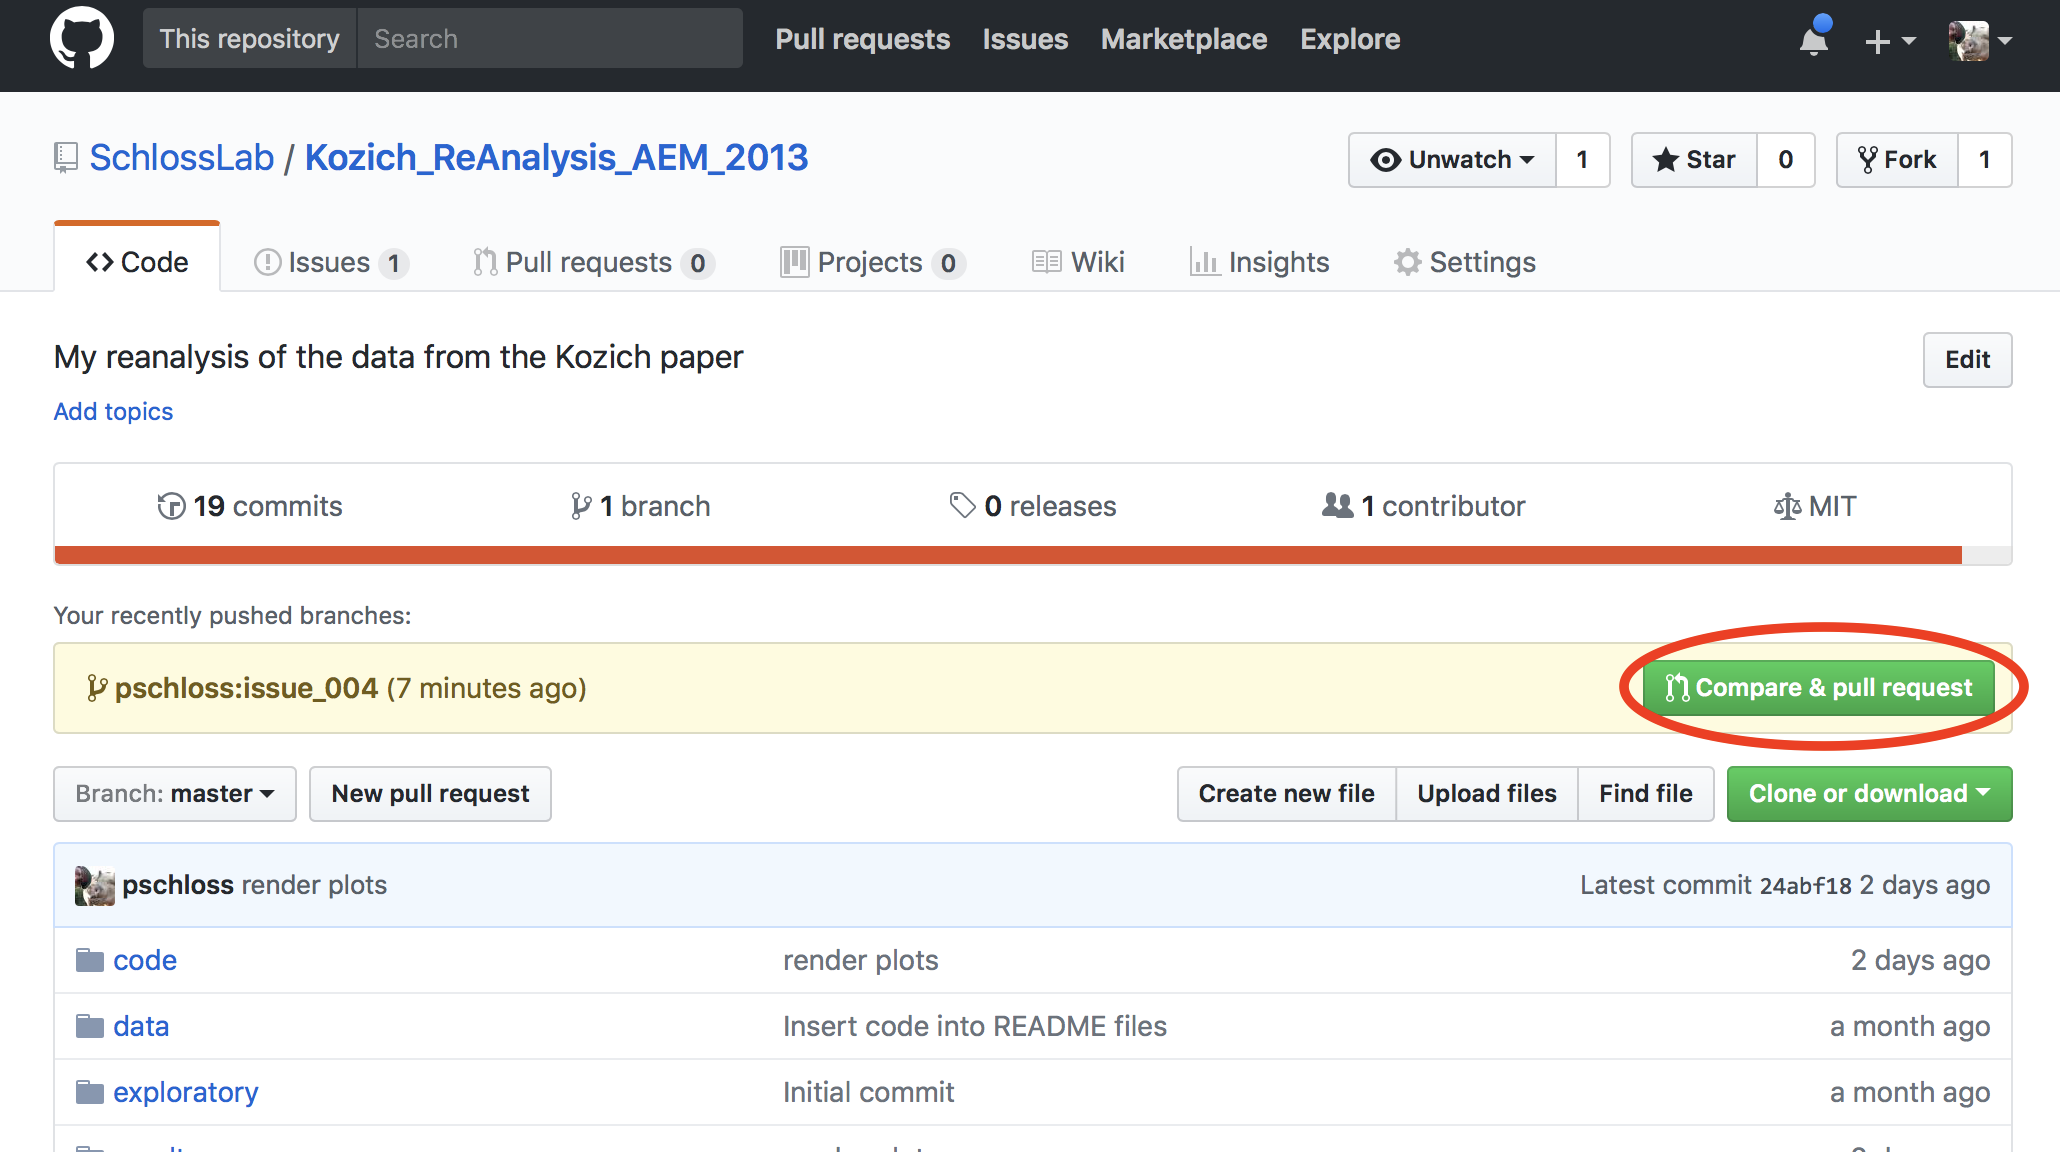 This repository Search Pull requests Issues Marketplace Explore
SchlossLab / Kozich_ReAnalysis_AEM_2013 Unwatch 1 Star 0 Fork 1
Code Issues 1 Pull requests 0 Projects 0 Wiki Insights Settings
My reanalysis of the data from the Kozich paper Edit
Add topics
19 commits 1 branch 0 releases 1 contributor MIT
Your recently pushed branches:
pschloss:issue_004 (7 minutes ago) Compare & pull request
Branch: master New pull request Create new file Upload files Find file Clone or download
pschloss render plots Latest commit 24abf18 2 days ago
code render plots 2 days ago
data Insert code into README files a month ago
exploratory Initial commit a month ago